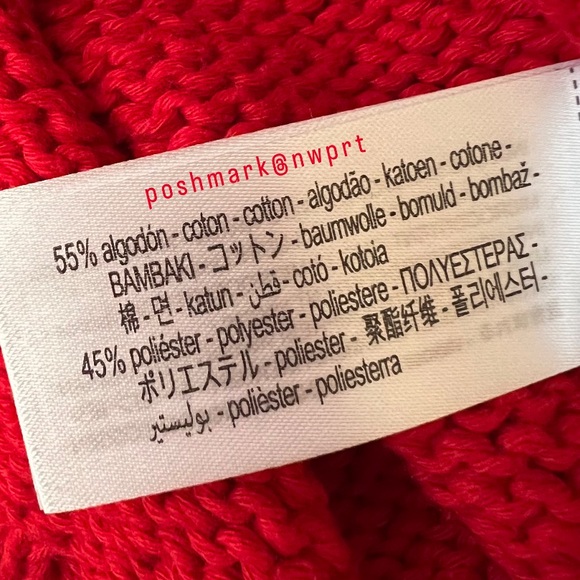 poshmark@nwprt
55% algodón - coton - cotton - algodão - katoen - cotone -
BAMBAKI - コットン - baumwolle - bomuld - bombaž -
棉 - 면 - katun - قطن - cotó - kotoia
45% poliéster - polyester - poliestere - ΠΟΛΥΕΣΤΕΡΑΣ -
ポリエステル - poliester - 聚酯纤维 - 폴리에스터 -
بوليستير - polièster - poliesterra